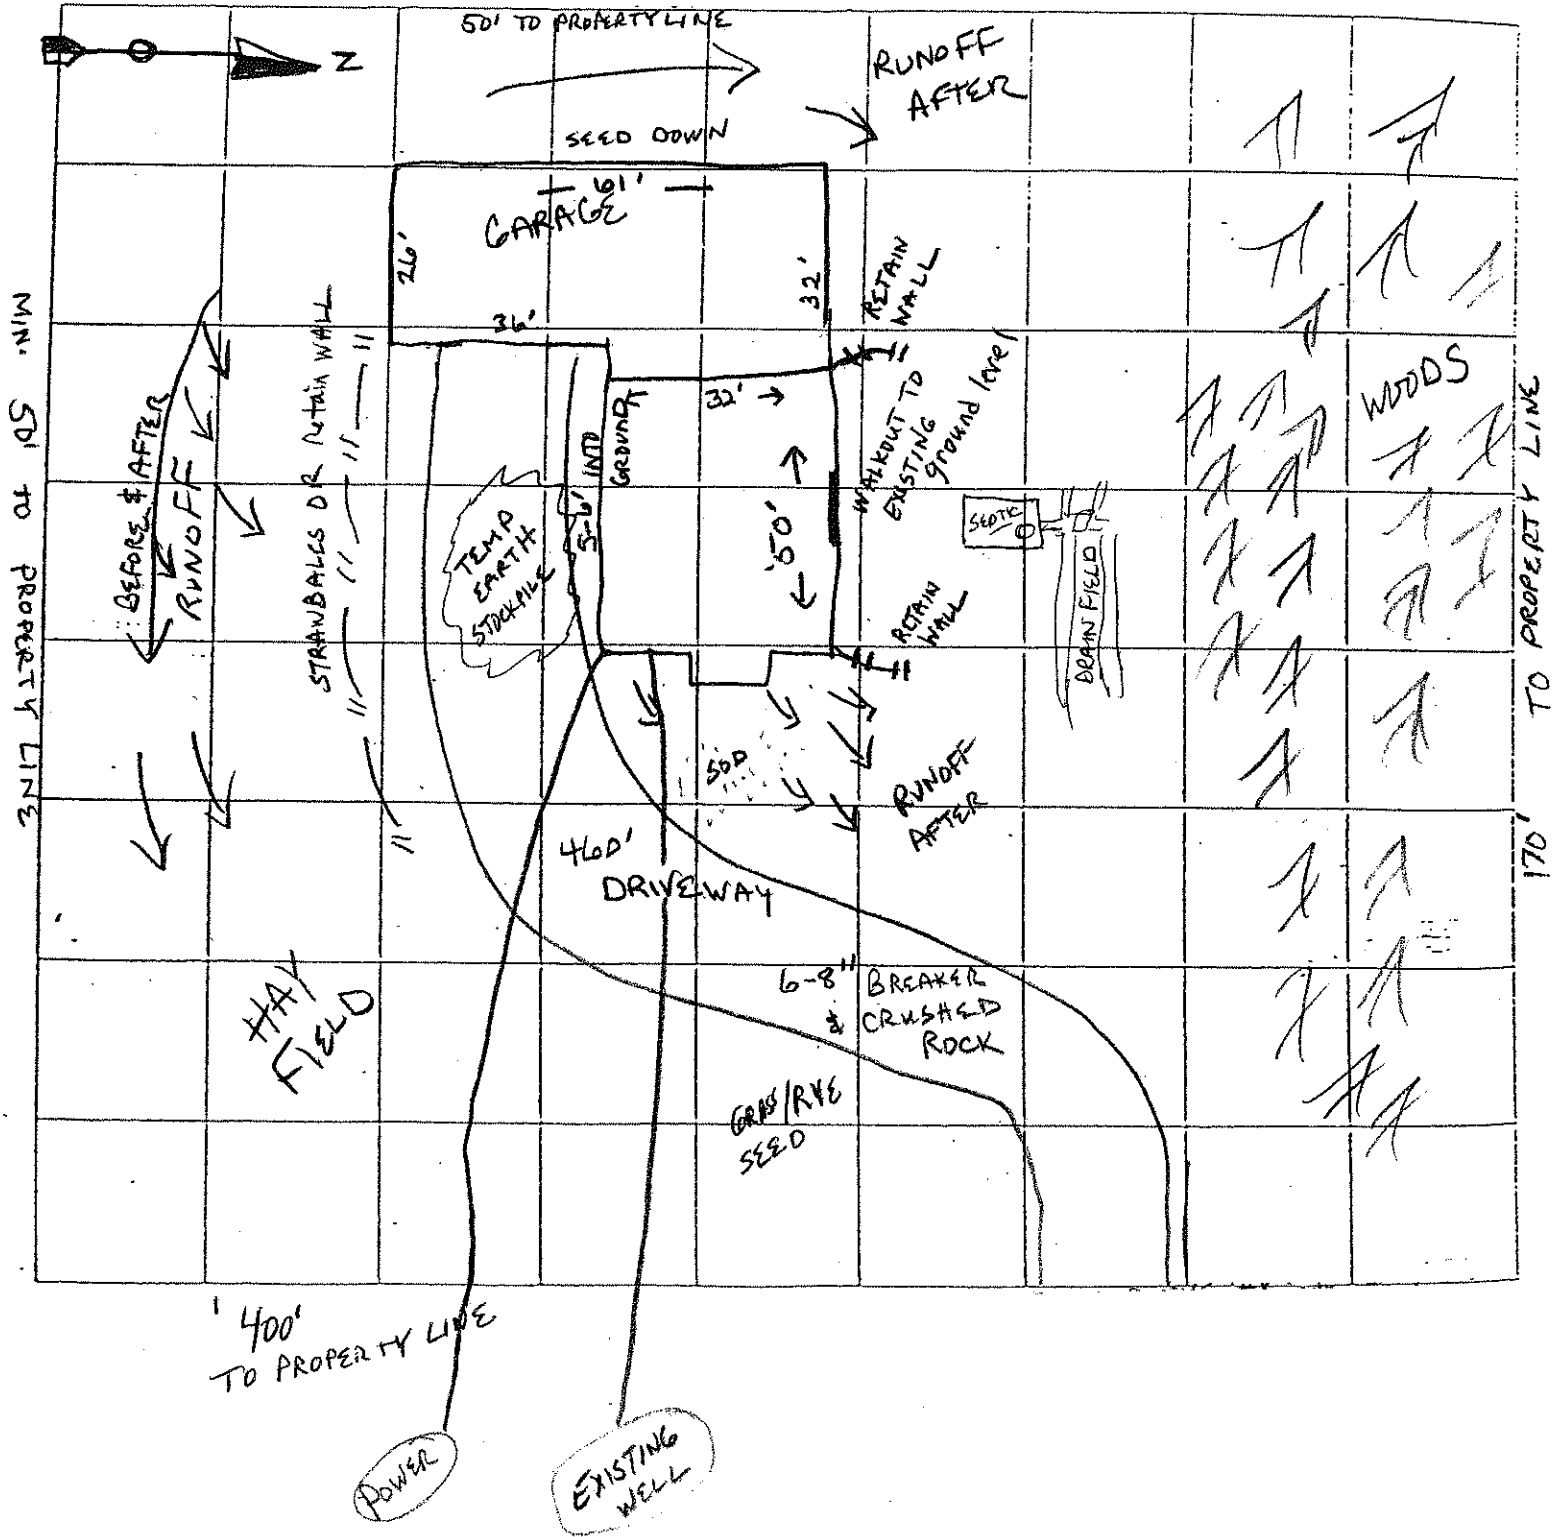 50' TO PROPERTY LINE
N
RUNOFF
AFTER
SEED DOWN
61'
GARAGE
26'
32'
36'
RETAIN
WALL
MIN. 50' TO PROPERTY LINE
BEFORE & AFTER
RUNOFF
STRAWBALLS OR Retain WALL
TEMP
EARTH
STOCKPILE
5-6' INTO
GROUND
32'
50'
WALKOUT TO
EXISTING
ground level
SEPTIC
DRAIN FIELD
WOODS
170' TO PROPERTY LINE
RETAIN
WALL
SOD
RUNOFF
AFTER
460'
DRIVEWAY
6-8" BREAKER
& CRUSHED
ROCK
HAY
FIELD
GRASS/RYE
SEED
400'
TO PROPERTY LINE
POWER
EXISTING
WELL